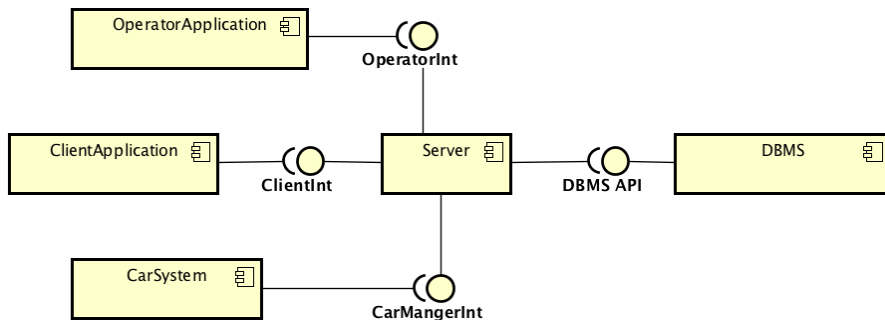 OperatorApplication
OperatorInt
ClientApplication
ClientInt
Server
DBMS API
DBMS
CarSystem
CarMangerInt